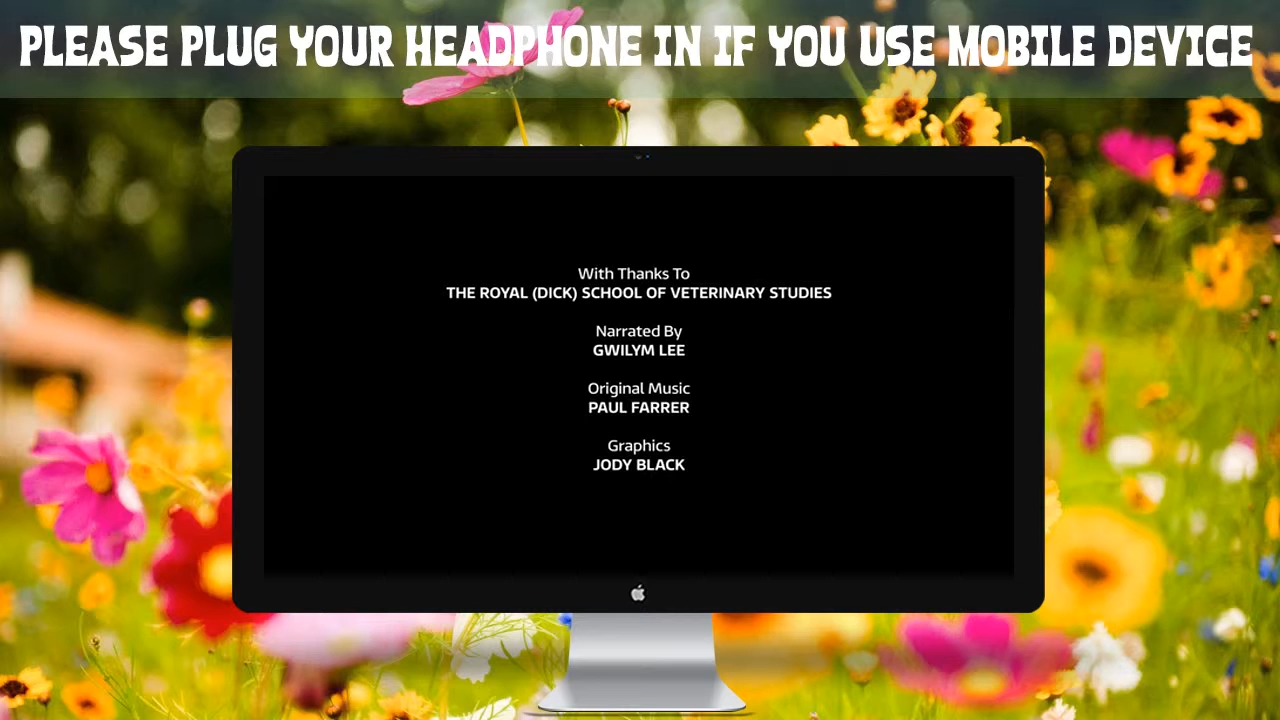 PLEASE PLUG YOUR HEADPHONE IN IF YOU USE MOBILE DEVICE
With Thanks To
THE ROYAL (DICK) SCHOOL OF VETERINARY STUDIES
Narrated By
GWILYM LEE
Original Music
PAUL FARRER
Graphics
JODY BLACK